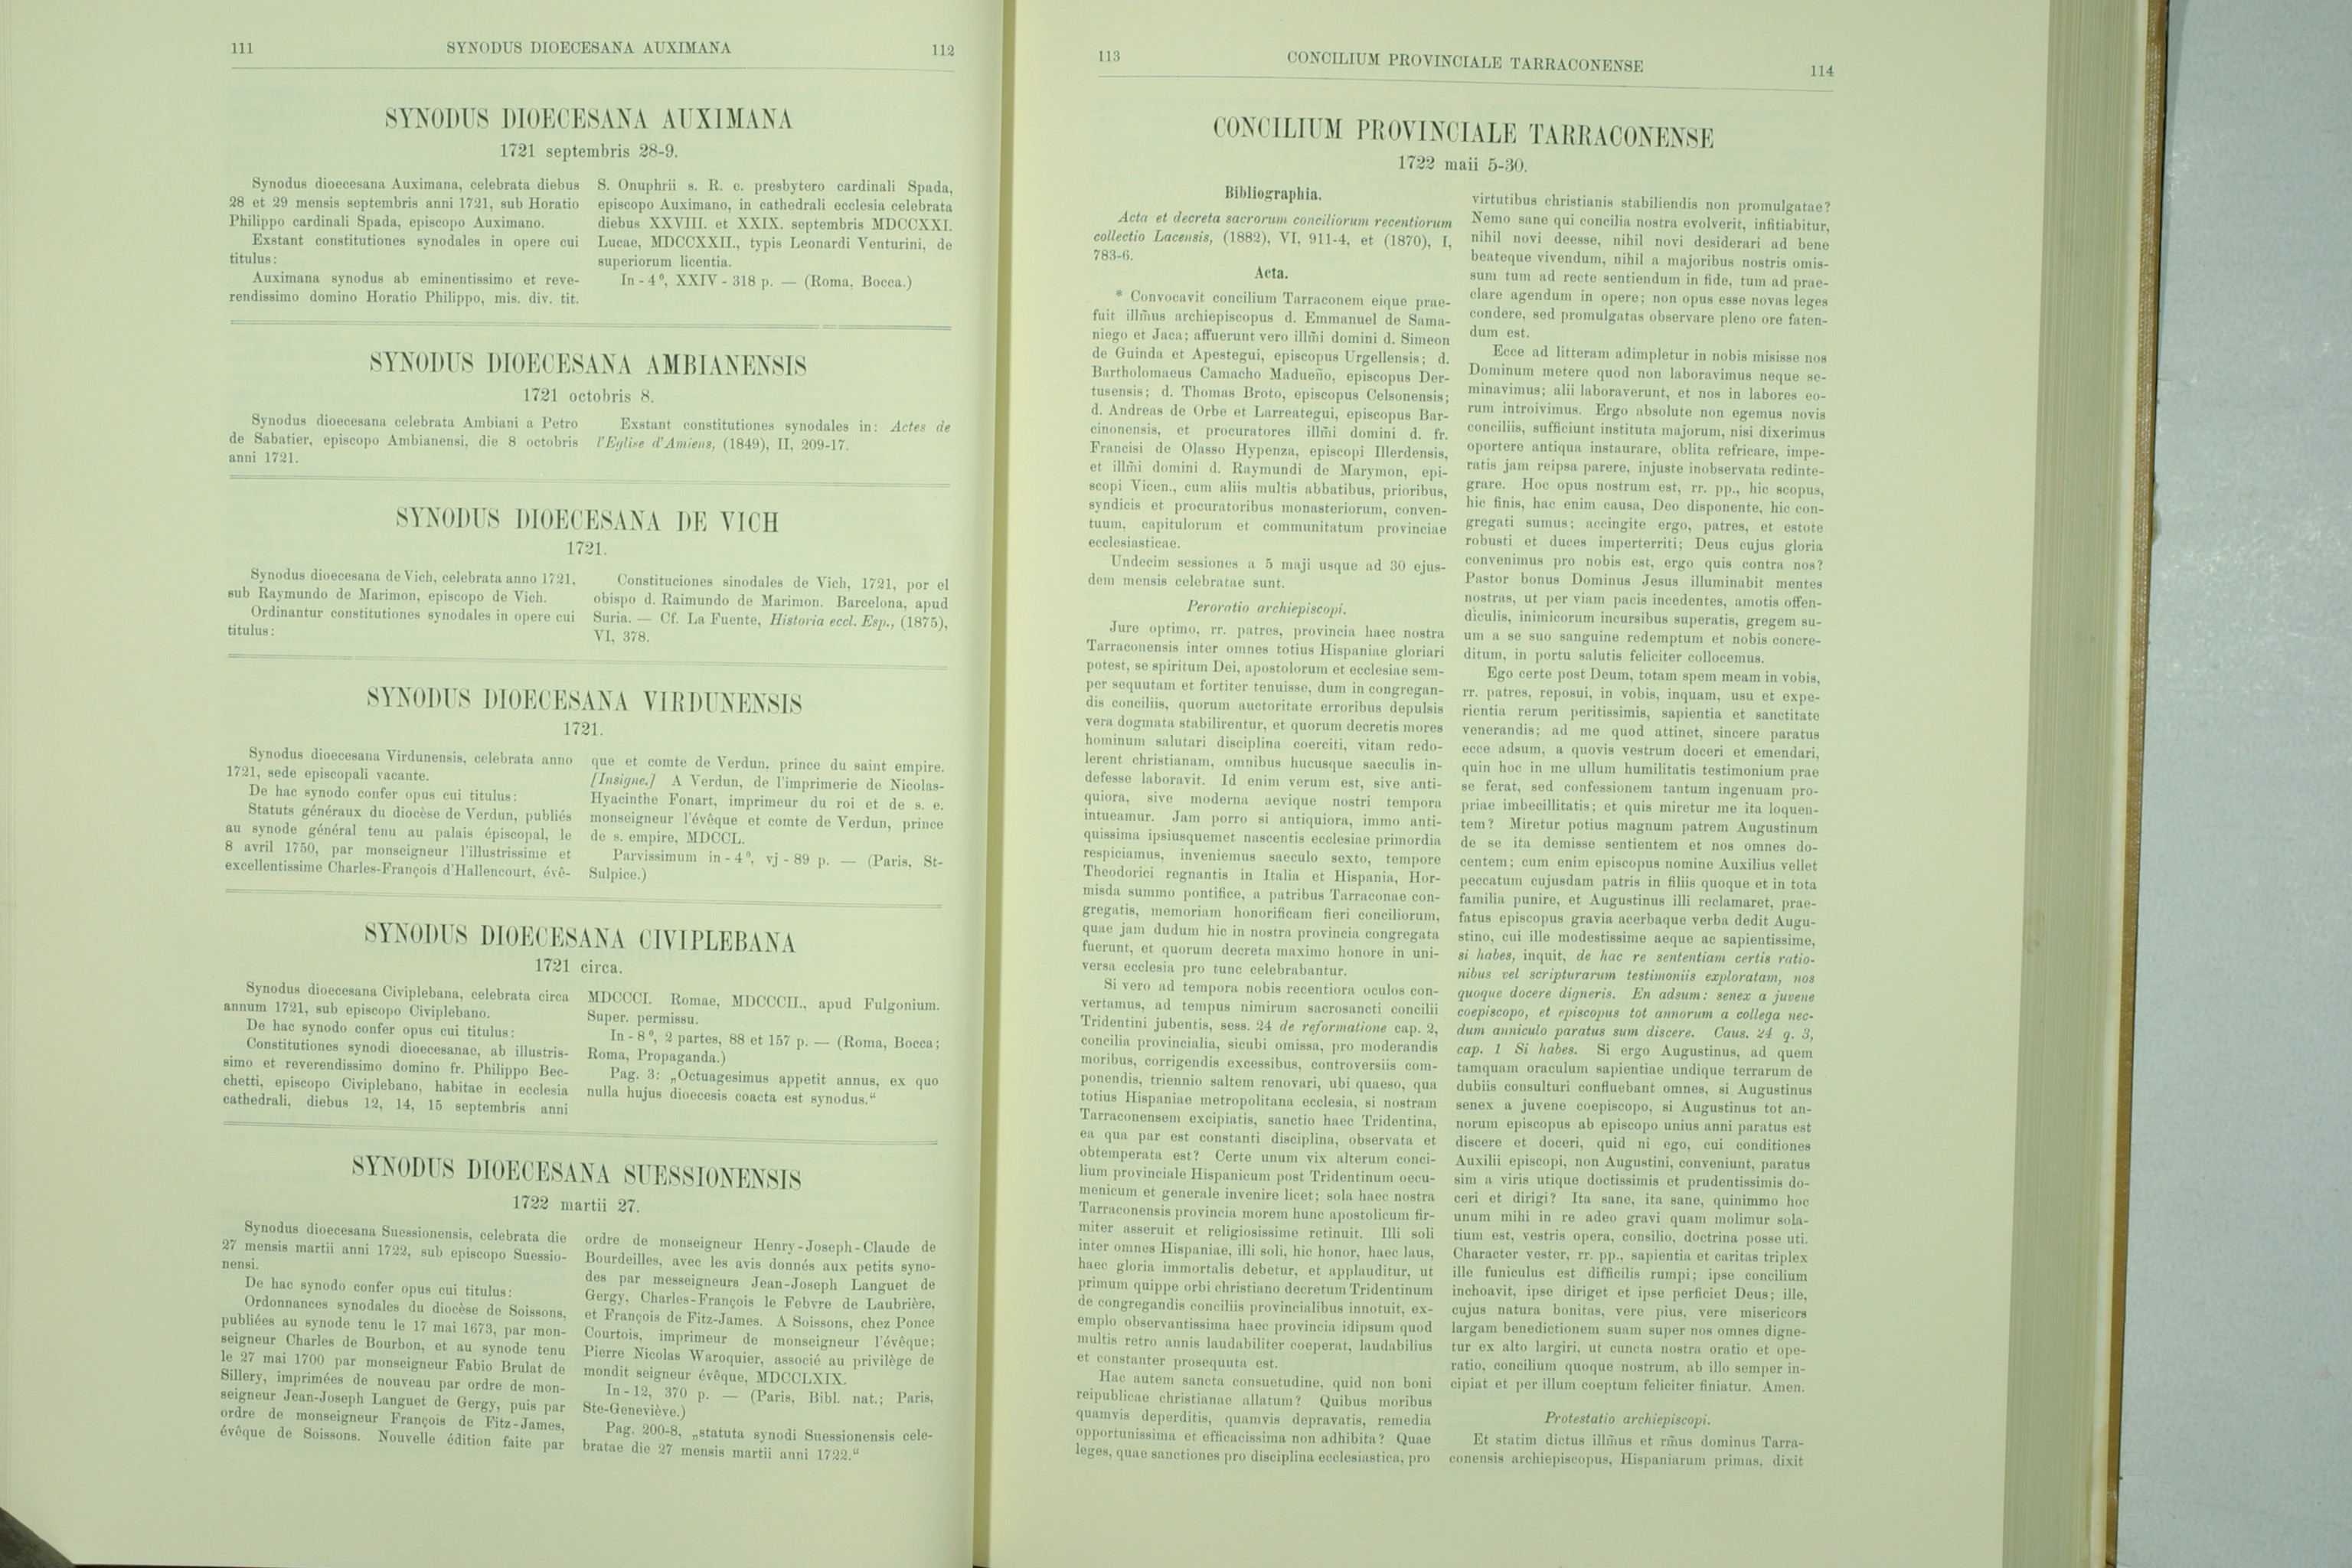 111
SYNODUS DIOECESANA AUXIMANA
112
SYNODUS DIOECESANA AUXIMANA
1721 septembris 28-9.
Synodus dioecesana Auximana, celebrata diebus
28 et 29 mensis septembris anni 1721, sub Horatio
Philippo cardinali Spada, episcopo Auximano.
Exstant constitutiones synodales in opere cui
titulus:
Auximana synodus ab eminentissimo et reve-
rendissimo domino Horatio Philippo, mis. div. tit.
S. Onuphrii s. R. c. presbytero cardinali Spada,
episcopo Auximano, in cathedrali ecclesia celebrata
diebus XXVIII. et XXIX. septembris MDCCXXI.
Lucae, MDCCXXII., typis Leonardi Venturini, de
superiorum licentia.
In - 4°, XXIV - 318 p. — (Roma, Bocca.)
SYNODUS DIOECESANA AMBIANENSIS
1721 octobris 8.
Synodus dioecesana celebrata Ambiani a Petro
de Sabatier, episcopo Ambianensi, die 8 octobris
anni 1721.
Exstant constitutiones synodales in: Actes de
l'Eglise d'Amiens, (1849), II, 209-17.
SYNODUS DIOECESANA DE VICH
1721.
Synodus dioecesana de Vich, celebrata anno 1721,
sub Raymundo de Marimon, episcopo de Vich.
Ordinantur constitutiones synodales in opere cui
titulus:
Constituciones sinodales de Vich, 1721, por el
obispo d. Raimundo de Marimon. Barcelona, apud
Suria. — Cf. La Fuente, Historia eccl. Esp., (1875),
VI, 378.
SYNODUS DIOECESANA VIRDUNENSIS
1721.
Synodus dioecesana Virdunensis, celebrata anno
1721, sede episcopali vacante.
De hac synodo confer opus cui titulus:
Statuts généraux du diocèse de Verdun, publiés
au synode général tenu au palais épiscopal, le
8 avril 1750, par monseigneur l'illustrissime et
excellentissime Charles-François d'Hallencourt, évê-
que et comte de Verdun, prince du saint empire.
[Insigne.] A Verdun, de l'imprimerie de Nicolas-
Hyacinthe Fonart, imprimeur du roi et de s. e.
monseigneur l'évêque et comte de Verdun, prince
de s. empire, MDCCL.
Parvissimum in - 4°, vj - 89 p. — (Paris, St-
Sulpice.)
SYNODUS DIOECESANA CIVIPLEBANA
1721 circa.
Synodus dioecesana Civiplebana, celebrata circa
annum 1721, sub episcopo Civiplebano.
De hac synodo confer opus cui titulus:
Constitutiones synodi dioecesanae, ab illustris-
simo et reverendissimo domino fr. Philippo Bec-
chetti, episcopo Civiplebano, habitae in ecclesia
cathedrali, diebus 12, 14, 15 septembris anni
MDCCCI. Romae, MDCCCII., apud Fulgonium.
Super. permissu.
In - 8°, 2 partes, 88 et 157 p. — (Roma, Bocca;
Roma, Propaganda.)
Pag. 3: „Octuagesimus appetit annus, ex quo
nulla hujus dioecesis coacta est synodus.“
SYNODUS DIOECESANA SUESSIONENSIS
1722 martii 27.
Synodus dioecesana Suessionensis, celebrata die
27 mensis martii anni 1722, sub episcopo Suessio-
nensi.
De hac synodo confer opus cui titulus:
Ordonnances synodales du diocèse de Soissons,
publiées au synode tenu le 17 mai 1673, par mon-
seigneur Charles de Bourbon, et au synode tenu
le 27 mai 1700 par monseigneur Fabio Brulat de
Sillery, imprimées de nouveau par ordre de mon-
seigneur Jean-Joseph Languet de Gergy, puis par
ordre de monseigneur François de Fitz-James,
évêque de Soissons. Nouvelle édition faite par
ordre de monseigneur Henry-Joseph-Claude de
Bourdeilles, avec les avis donnés aux petits syno-
des par messeigneurs Jean-Joseph Languet de
Gergy, Charles-François le Febvre de Laubrière,
et François de Fitz-James. A Soissons, chez Ponce
Courtois, imprimeur de monseigneur l'évêque;
Pierre Nicolas Waroquier, associé au privilège de
mondit seigneur évêque, MDCCLXIX.
In - 12, 370 p. — (Paris, Bibl. nat.; Paris,
Ste-Geneviève.)
Pag. 200-8, „statuta synodi Suessionensis cele-
bratae die 27 mensis martii anni 1722.“
113
CONCILIUM PROVINCIALE TARRACONENSE
114
CONCILIUM PROVINCIALE TARRACONENSE
1722 maii 5-30.
Bibliographia.
Acta et decreta sacrorum conciliorum recentiorum
collectio Lacensis, (1882), VI, 911-4, et (1870), I,
783-6.
Acta.
* Convocavit concilium Tarraconem eique prae-
fuit illm̃us archiepiscopus d. Emmanuel de Sama-
niego et Jaca; affuerunt vero illm̃i domini d. Simeon
de Guinda et Apestegui, episcopus Urgellensis; d.
Bartholomaeus Camacho Madueño, episcopus Der-
tusensis; d. Thomas Broto, episcopus Celsonensis;
d. Andreas de Orbe et Larreategui, episcopus Bar-
cinonensis, et procuratores illm̃i domini d. fr.
Francisi de Olasso Hypenza, episcopi Illerdensis,
et illm̃i domini d. Raymundi de Marymon, epi-
scopi Vicen., cum aliis multis abbatibus, prioribus,
syndicis et procuratoribus monasteriorum, conven-
tuum, capitulorum et communitatum provinciae
ecclesiasticae.
Undecim sessiones a 5 maji usque ad 30 ejus-
dem mensis celebratae sunt.
Peroratio archiepiscopi.
Jure optimo, rr. patres, provincia haec nostra
Tarraconensis inter omnes totius Hispaniae gloriari
potest, se spiritum Dei, apostolorum et ecclesiae sem-
per sequutam et fortiter tenuisse, dum in congregan-
dis conciliis, quorum auctoritate erroribus depulsis
vera dogmata stabilirentur, et quorum decretis mores
hominum salutari disciplina coerciti, vitam redo-
lerent christianam, omnibus hucusque saeculis in-
defesse laboravit. Id enim verum est, sive anti-
quiora, sive moderna aevique nostri tempora
intueamur. Jam porro si antiquiora, immo anti-
quissima ipsiusquemet nascentis ecclesiae primordia
respiciamus, inveniemus saeculo sexto, tempore
Theodorici regnantis in Italia et Hispania, Hor-
misda summo pontifice, a patribus Tarraconae con-
gregatis, memoriam honorificam fieri conciliorum,
quae jam dudum hic in nostra provincia congregata
fuerunt, et quorum decreta maximo honore in uni-
versa ecclesia pro tunc celebrabantur.
Si vero ad tempora nobis recentiora oculos con-
vertamus, ad tempus nimirum sacrosancti concilii
Tridentini jubentis, sess. 24 de reformatione cap. 2,
concilia provincialia, sicubi omissa, pro moderandis
moribus, corrigendis excessibus, controversiis com-
ponendis, triennio saltem renovari, ubi quaeso, qua
totius Hispaniae metropolitana ecclesia, si nostram
Tarraconensem excipiatis, sanctio haec Tridentina,
ea qua par est constanti disciplina, observata et
obtemperata est? Certe unum vix alterum conci-
lium provinciale Hispanicum post Tridentinum oecu-
menicum et generale invenire licet; sola haec nostra
Tarraconensis provincia morem hunc apostolicum fir-
miter asseruit et religiosissime retinuit. Illi soli
inter omnes Hispaniae, illi soli, hic honor, haec laus,
haec gloria immortalis debetur, et applauditur, ut
primum quippe orbi christiano decretum Tridentinum
de congregandis conciliis provincialibus innotuit, ex-
emplo observantissima haec provincia idipsum quod
multis retro annis laudabiliter coeperat, laudabilius
et constanter prosequuta est.
Hac autem sancta consuetudine, quid non boni
reipublicae christianae allatum? Quibus moribus
quamvis deperditis, quamvis depravatis, remedia
opportunissima et efficacissima non adhibita? Quae
leges, quae sanctiones pro disciplina ecclesiastica, pro
virtutibus christianis stabiliendis non promulgatae?
Nemo sane qui concilia nostra evolverit, infitiabitur,
nihil novi deesse, nihil novi desiderari ad bene
beateque vivendum, nihil a majoribus nostris omis-
sum tum ad recte sentiendum in fide, tum ad prae-
clare agendum in opere; non opus esse novas leges
condere, sed promulgatas observare pleno ore faten-
dum est.
Ecce ad litteram adimpletur in nobis misisse nos
Dominum metere quod non laboravimus neque se-
minavimus; alii laboraverunt, et nos in labores eo-
rum introivimus. Ergo absolute non egemus novis
conciliis, sufficiunt instituta majorum, nisi dixerimus
oportere antiqua instaurare, oblita refricare, impe-
ratis jam reipsa parere, injuste inobservata redinte-
grare. Hoc opus nostrum est, rr. pp., hic scopus,
hic finis, hac enim causa, Deo disponente, hic con-
gregati sumus; accingite ergo, patres, et estote
robusti et duces imperterriti; Deus cujus gloria
convenimus pro nobis est, ergo quis contra nos?
Pastor bonus Dominus Jesus illuminabit mentes
nostras, ut per viam pacis incedentes, amotis offen-
diculis, inimicorum incursibus superatis, gregem su-
um a se suo sanguine redemptum et nobis concre-
ditum, in portu salutis feliciter collocemus.
Ego certe post Deum, totam spem meam in vobis,
rr. patres, reposui, in vobis, inquam, usu et expe-
rientia rerum peritissimis, sapientia et sanctitate
venerandis; ad me quod attinet, sincere paratus
ecce adsum, a quovis vestrum doceri et emendari,
quin hoc in me ullum humilitatis testimonium prae
se ferat, sed confessionem tantum ingenuam pro-
priae imbecillitatis; et quis miretur me ita loquen-
tem? Miretur potius magnum patrem Augustinum
de se ita demisse sentientem et nos omnes do-
centem; cum enim episcopus nomine Auxilius vellet
peccatum cujusdam patris in filiis quoque et in tota
familia punire, et Augustinus illi reclamaret, prae-
fatus episcopus gravia acerbaque verba dedit Augu-
stino, cui ille modestissime aeque ac sapientissime,
si habes, inquit, de hac re sententiam certis ratio-
nibus vel scripturarum testimoniis exploratam, nos
quoque docere digneris. En adsum: senex a juvene
coepiscopo, et episcopus tot annorum a collega nec-
dum anniculo paratus sum discere. Caus. 24 q. 3,
cap. 1 Si habes. Si ergo Augustinus, ad quem
tamquam oraculum sapientiae undique terrarum de
dubiis consulturi confluebant omnes, si Augustinus
senex a juvene coepiscopo, si Augustinus tot an-
norum episcopus ab episcopo unius anni paratus est
discere et doceri, quid ni ego, cui conditiones
Auxilii episcopi, non Augustini, conveniunt, paratus
sim a viris utique doctissimis et prudentissimis do-
ceri et dirigi? Ita sane, ita sane, quinimmo hoc
unum mihi in re adeo gravi quam molimur sola-
tium est, vestris opera, consilio, doctrina posse uti.
Character vester, rr. pp., sapientia et caritas triplex
ille funiculus est difficilis rumpi; ipse concilium
inchoavit, ipse diriget et ipse perficiet Deus; ille,
cujus natura bonitas, vere pius, vere misericors
largam benedictionem suam super nos omnes digne-
tur ex alto largiri, ut cuncta nostra oratio et ope-
ratio, concilium quoque nostrum, ab illo semper in-
cipiat et per illum coeptum feliciter finiatur. Amen.
Protestatio archiepiscopi.
Et statim dictus illm̃us et rm̃us dominus Tarra-
conensis archiepiscopus, Hispaniarum primas, dixit